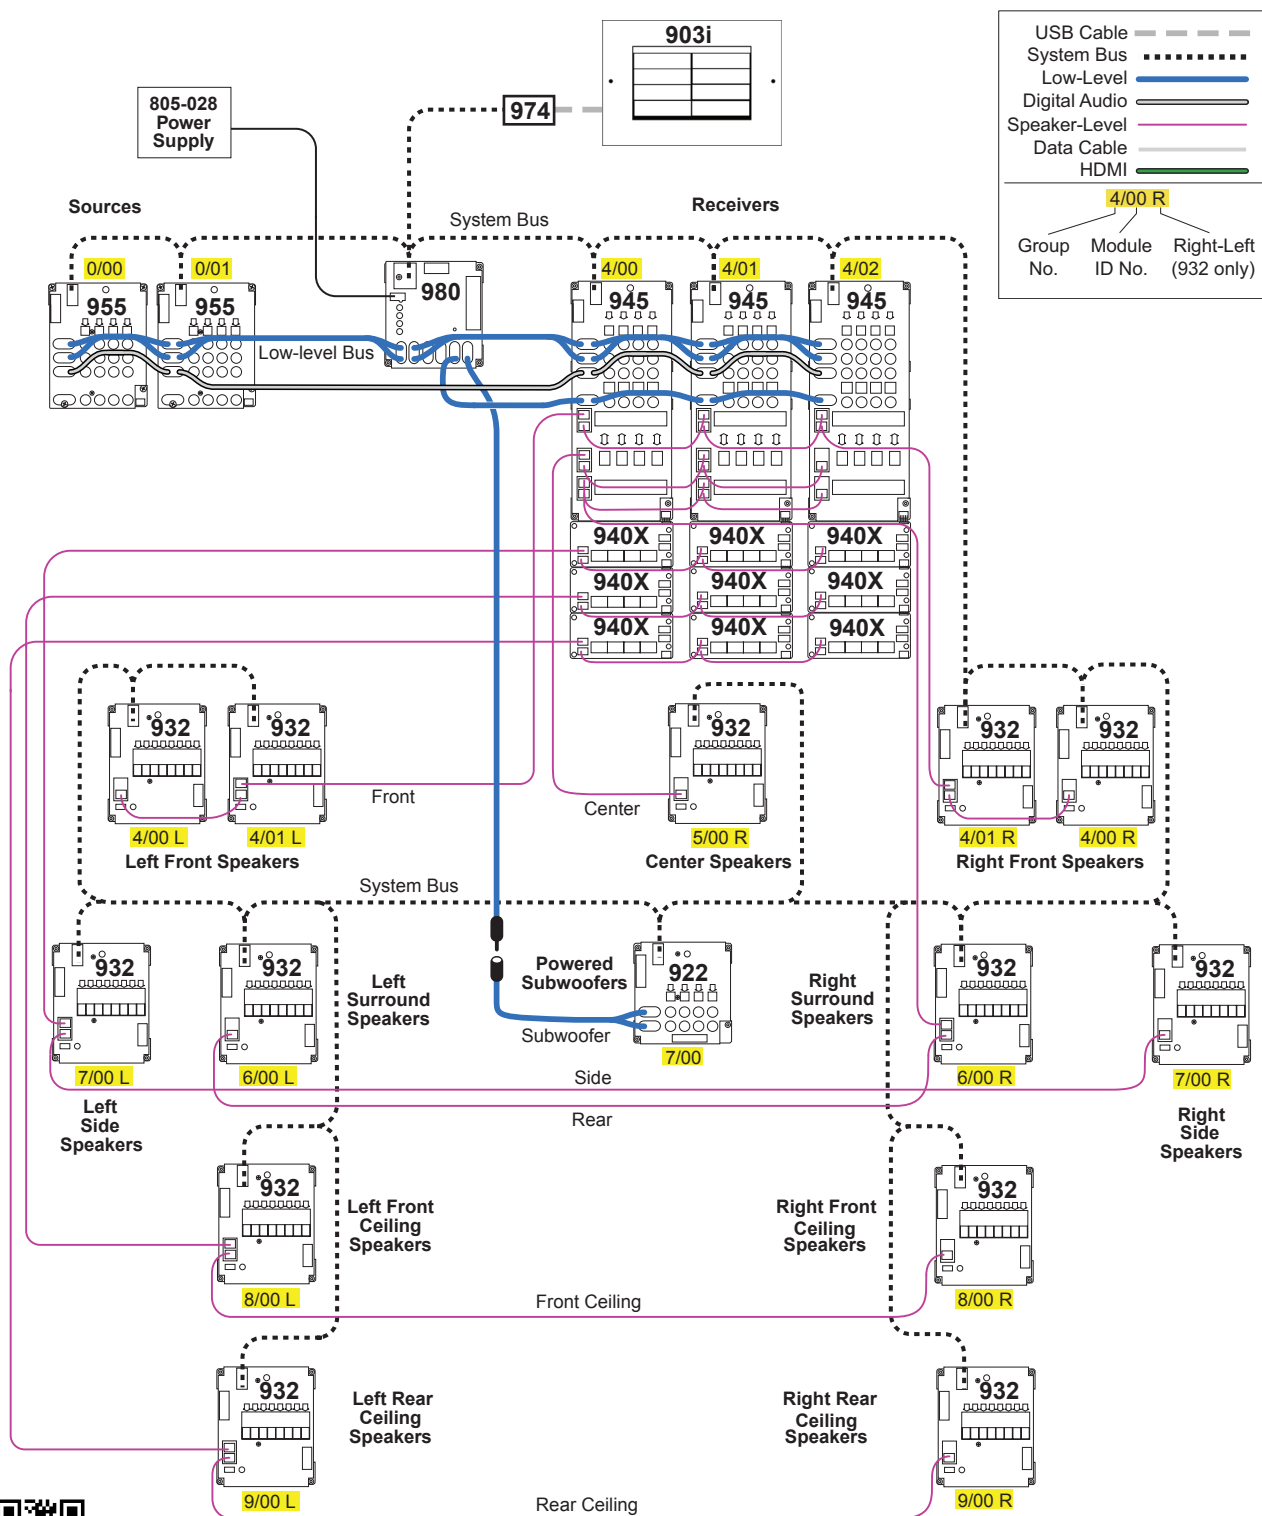 903i
USB Cable
System Bus
Low-Level
Digital Audio
Speaker-Level
Data Cable
HDMI
4/00 R
Group No.
Module ID No.
Right-Left (932 only)
974
805-028
Power
Supply
Sources
System Bus
Receivers
0/00
0/01
4/00
4/01
4/02
955
955
980
945
945
945
Low-level Bus
940X
940X
940X
940X
940X
940X
940X
940X
940X
932
932
932
932
932
Front
Center
4/00 L
4/01 L
5/00 R
4/01 R
4/00 R
Left Front Speakers
Center Speakers
Right Front Speakers
System Bus
932
932
Left
Surround
Speakers
Powered
Subwoofers
922
Right
Surround
Speakers
932
932
Subwoofer
7/00
7/00 L
6/00 L
Side
6/00 R
7/00 R
Left
Side
Speakers
Rear
Right
Side
Speakers
932
Left Front
Ceiling
Speakers
Right Front
Ceiling
Speakers
932
8/00 L
Front Ceiling
8/00 R
932
Left Rear
Ceiling
Speakers
Right Rear
Ceiling
Speakers
932
9/00 L
Rear Ceiling
9/00 R